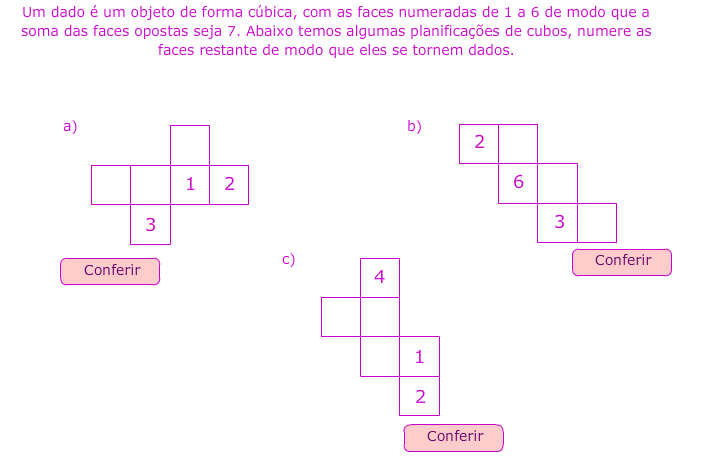 Um dado é um objeto de forma cúbica, com as faces numeradas de 1 a 6 de modo que a
soma das faces opostas seja 7. Abaixo temos algumas planificações de cubos, numere as
faces restante de modo que eles se tornem dados.
a)
b)
2
6
1 2
3
3
Conferir
Conferir
c)
4
1
2
Conferir